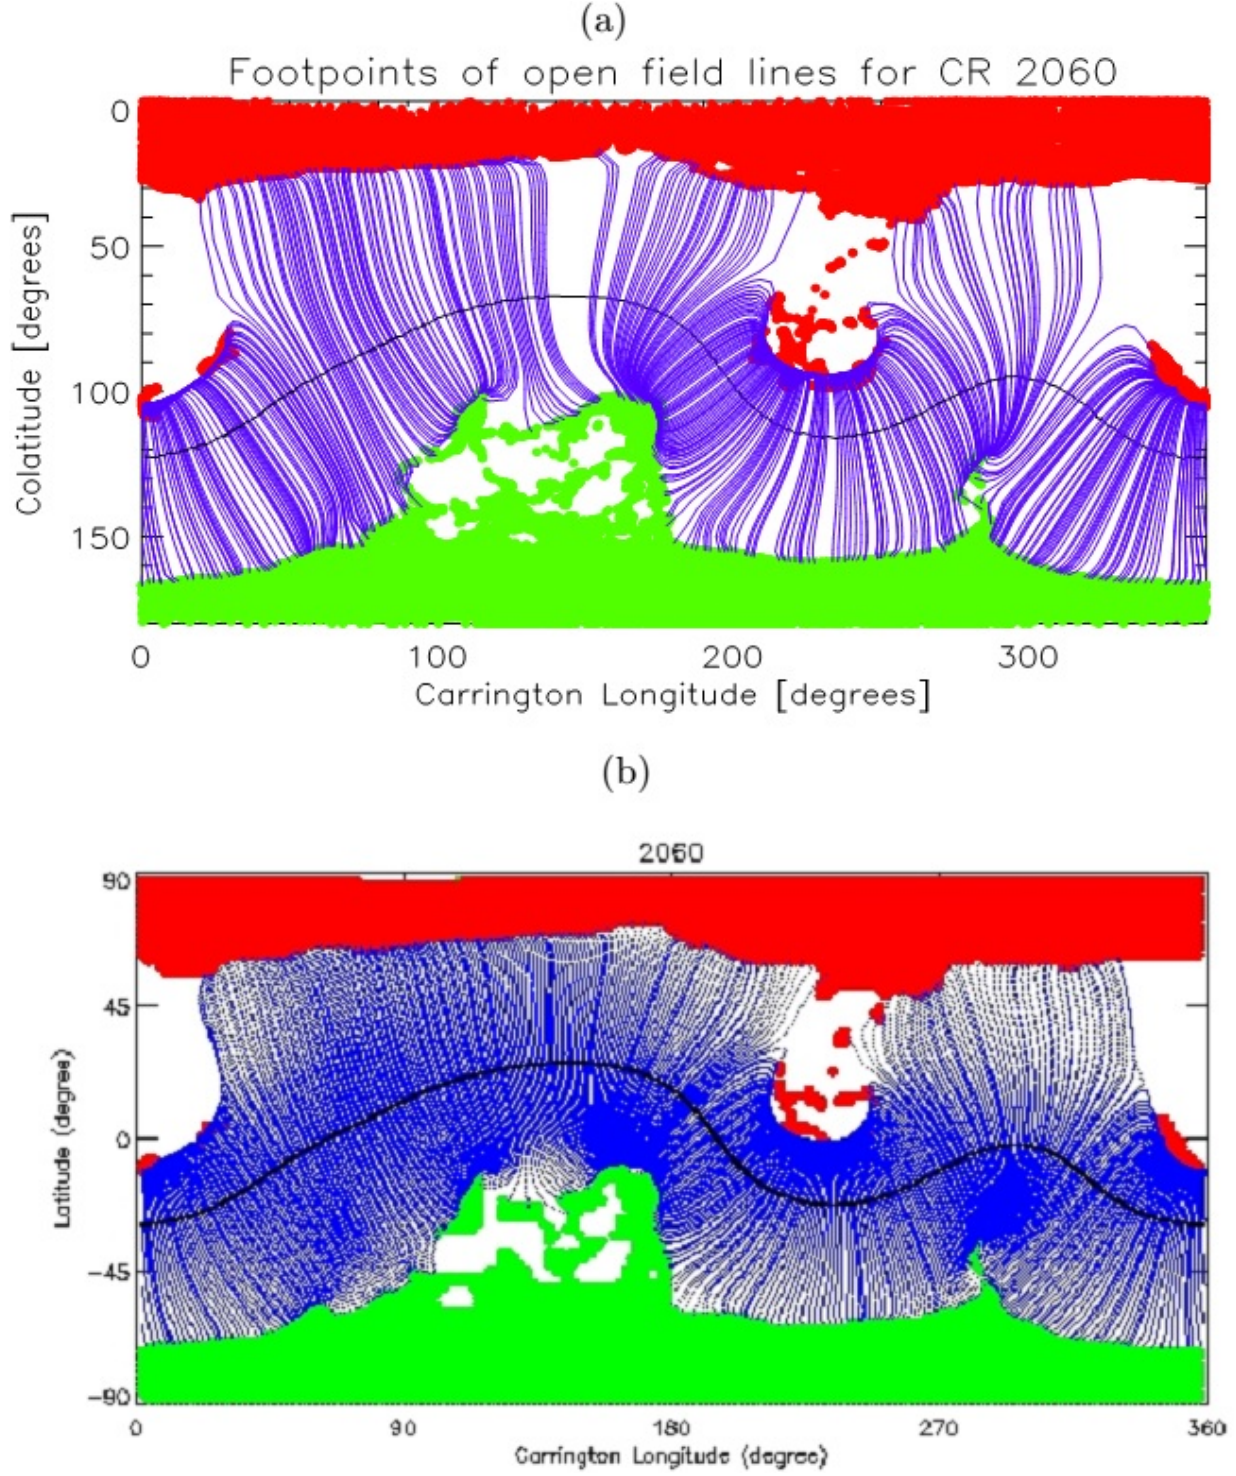 (a)
Footpoints of open field lines for CR 2060
0
50
100
150
Colatitude [degrees]
0 100 200 300
Carrington Longitude [degrees]
(b)
2060
90
45
0
-45
-90
Latitude (degree)
0 90 180 270 360
Carrington Longitude (degree)